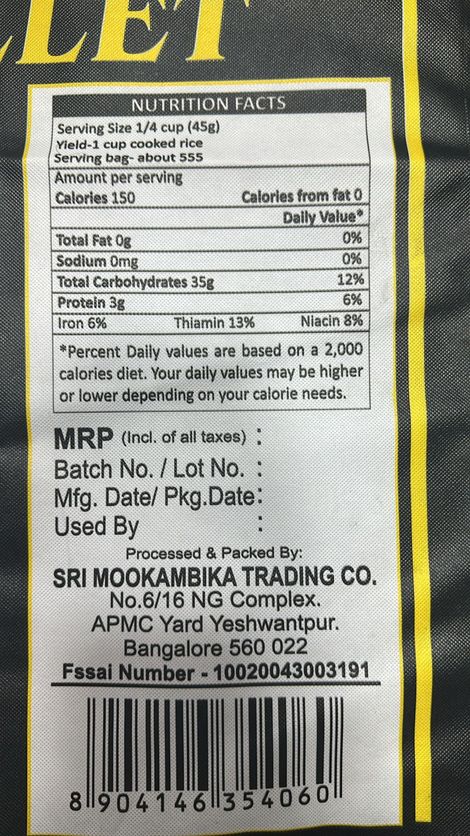 LLET
NUTRITION FACTS
Serving Size 1/4 cup (45g)
Yield-1 cup cooked rice
Serving bag- about 555
Amount per serving
Calories 150 Calories from fat 0
Daily Value*
Total Fat 0g 0%
Sodium 0mg 0%
Total Carbohydrates 35g 12%
Protein 3g 6%
Iron 6% Thiamin 13% Niacin 8%
*Percent Daily values are based on a 2,000
calories diet. Your daily values may be higher
or lower depending on your calorie needs.
MRP (Incl. of all taxes) :
Batch No. / Lot No. :
Mfg. Date/ Pkg.Date:
Used By :
Processed & Packed By:
SRI MOOKAMBIKA TRADING CO.
No.6/16 NG Complex.
APMC Yard Yeshwantpur.
Bangalore 560 022
Fssai Number - 10020043003191
8 904146 354060